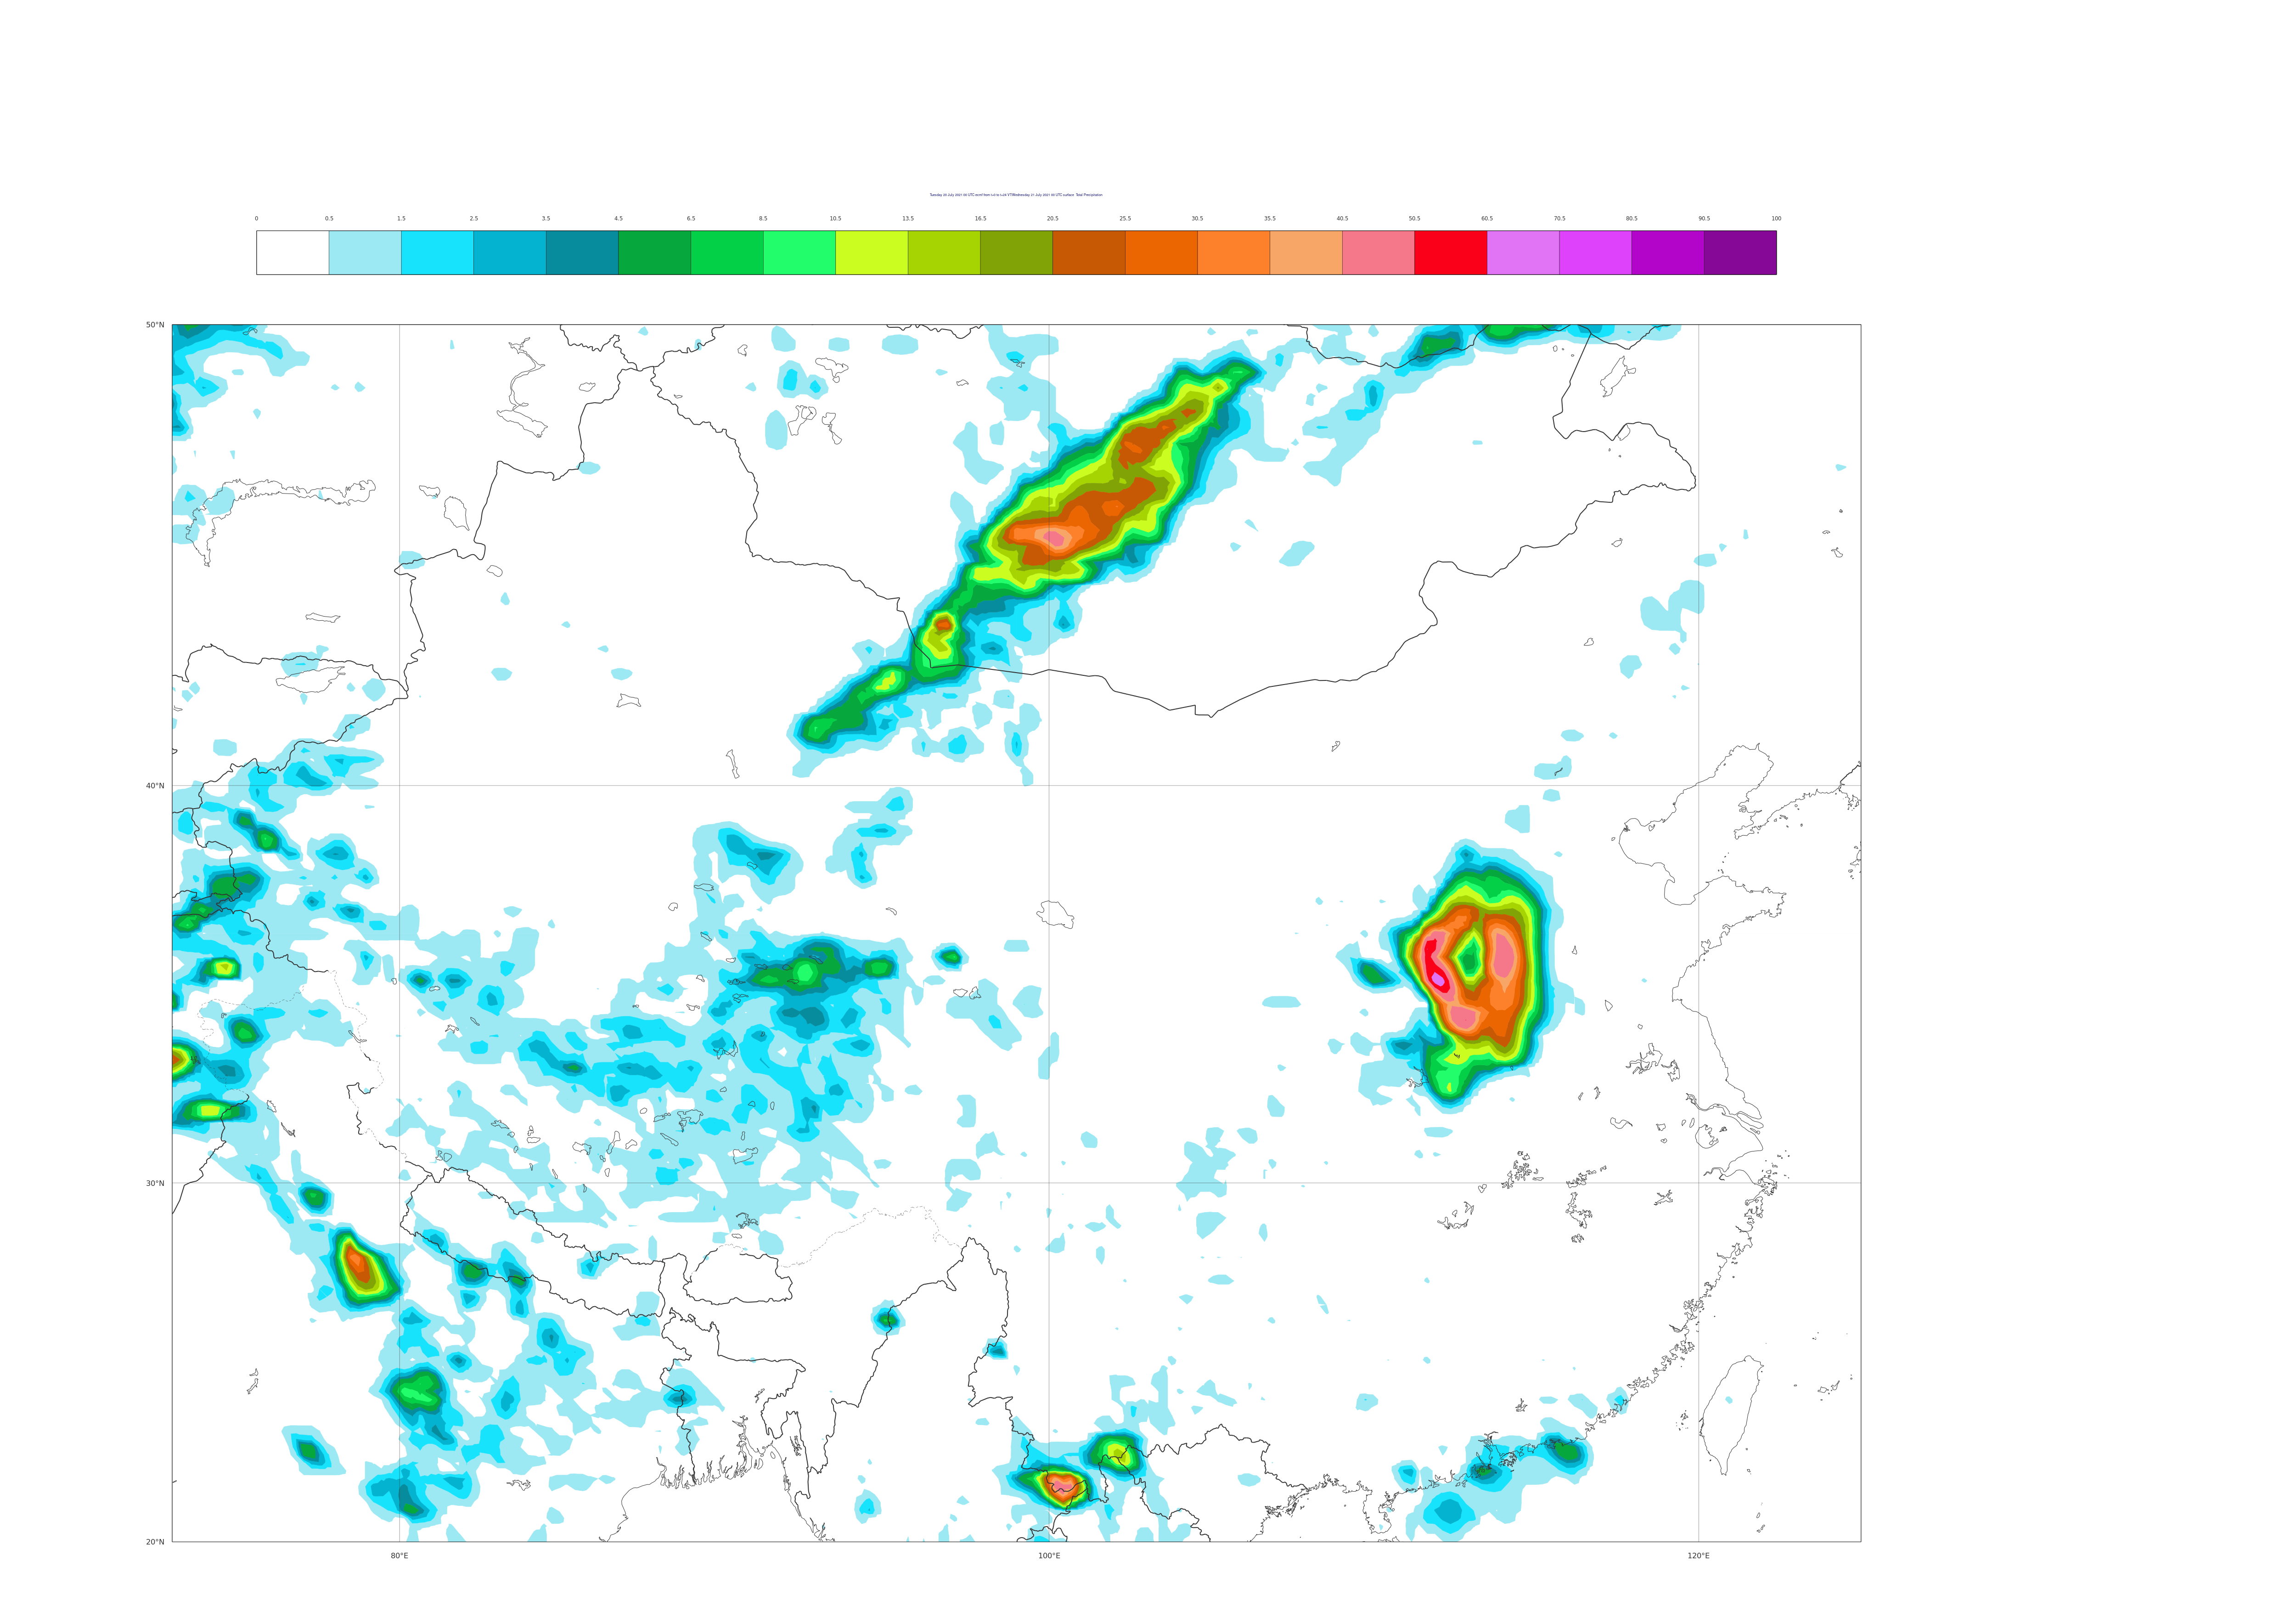 Tuesday 20 July 2021 00 UTC ecmf t+0 to t+24 VT:Wednesday 21 July 2021 00 UTC surface Total Precipitation
0 0.5 1.5 2.5 3.5 4.5 6.5 8.5 10.5 13.5 16.5 20.5 25.5 30.5 35.5 40.5 50.5 60.5 70.5 80.5 90.5 100
50°N
40°N
30°N
20°N
80°E 100°E 120°E